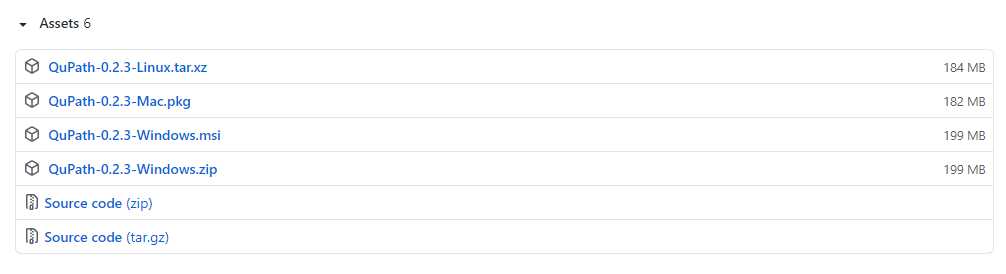 Assets 6
QuPath-0.2.3-Linux.tar.xz 184 MB
QuPath-0.2.3-Mac.pkg 182 MB
QuPath-0.2.3-Windows.msi 199 MB
QuPath-0.2.3-Windows.zip 199 MB
Source code (zip)
Source code (tar.gz)